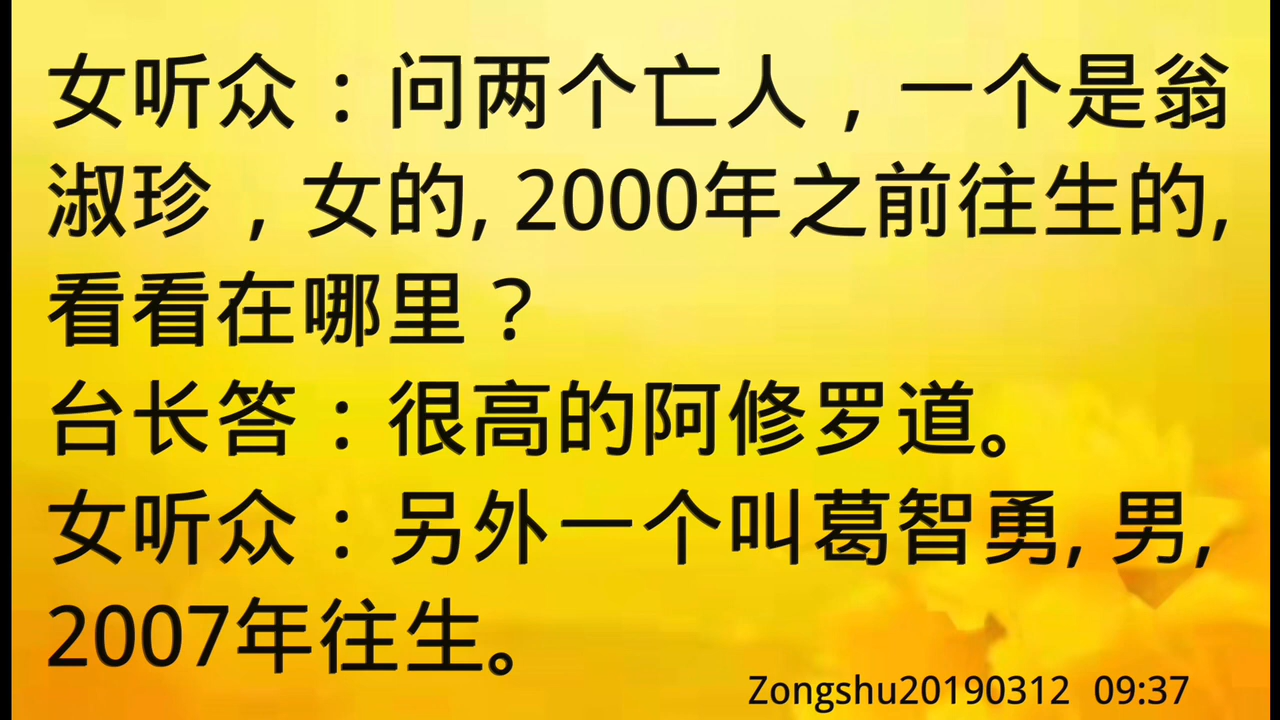 女听众：问两个亡人，一个是翁
淑珍，女的, 2000年之前往生的,
看看在哪里？
台长答：很高的阿修罗道。
女听众：另外一个叫葛智勇, 男,
2007年往生。
Zongshu20190312 09:37